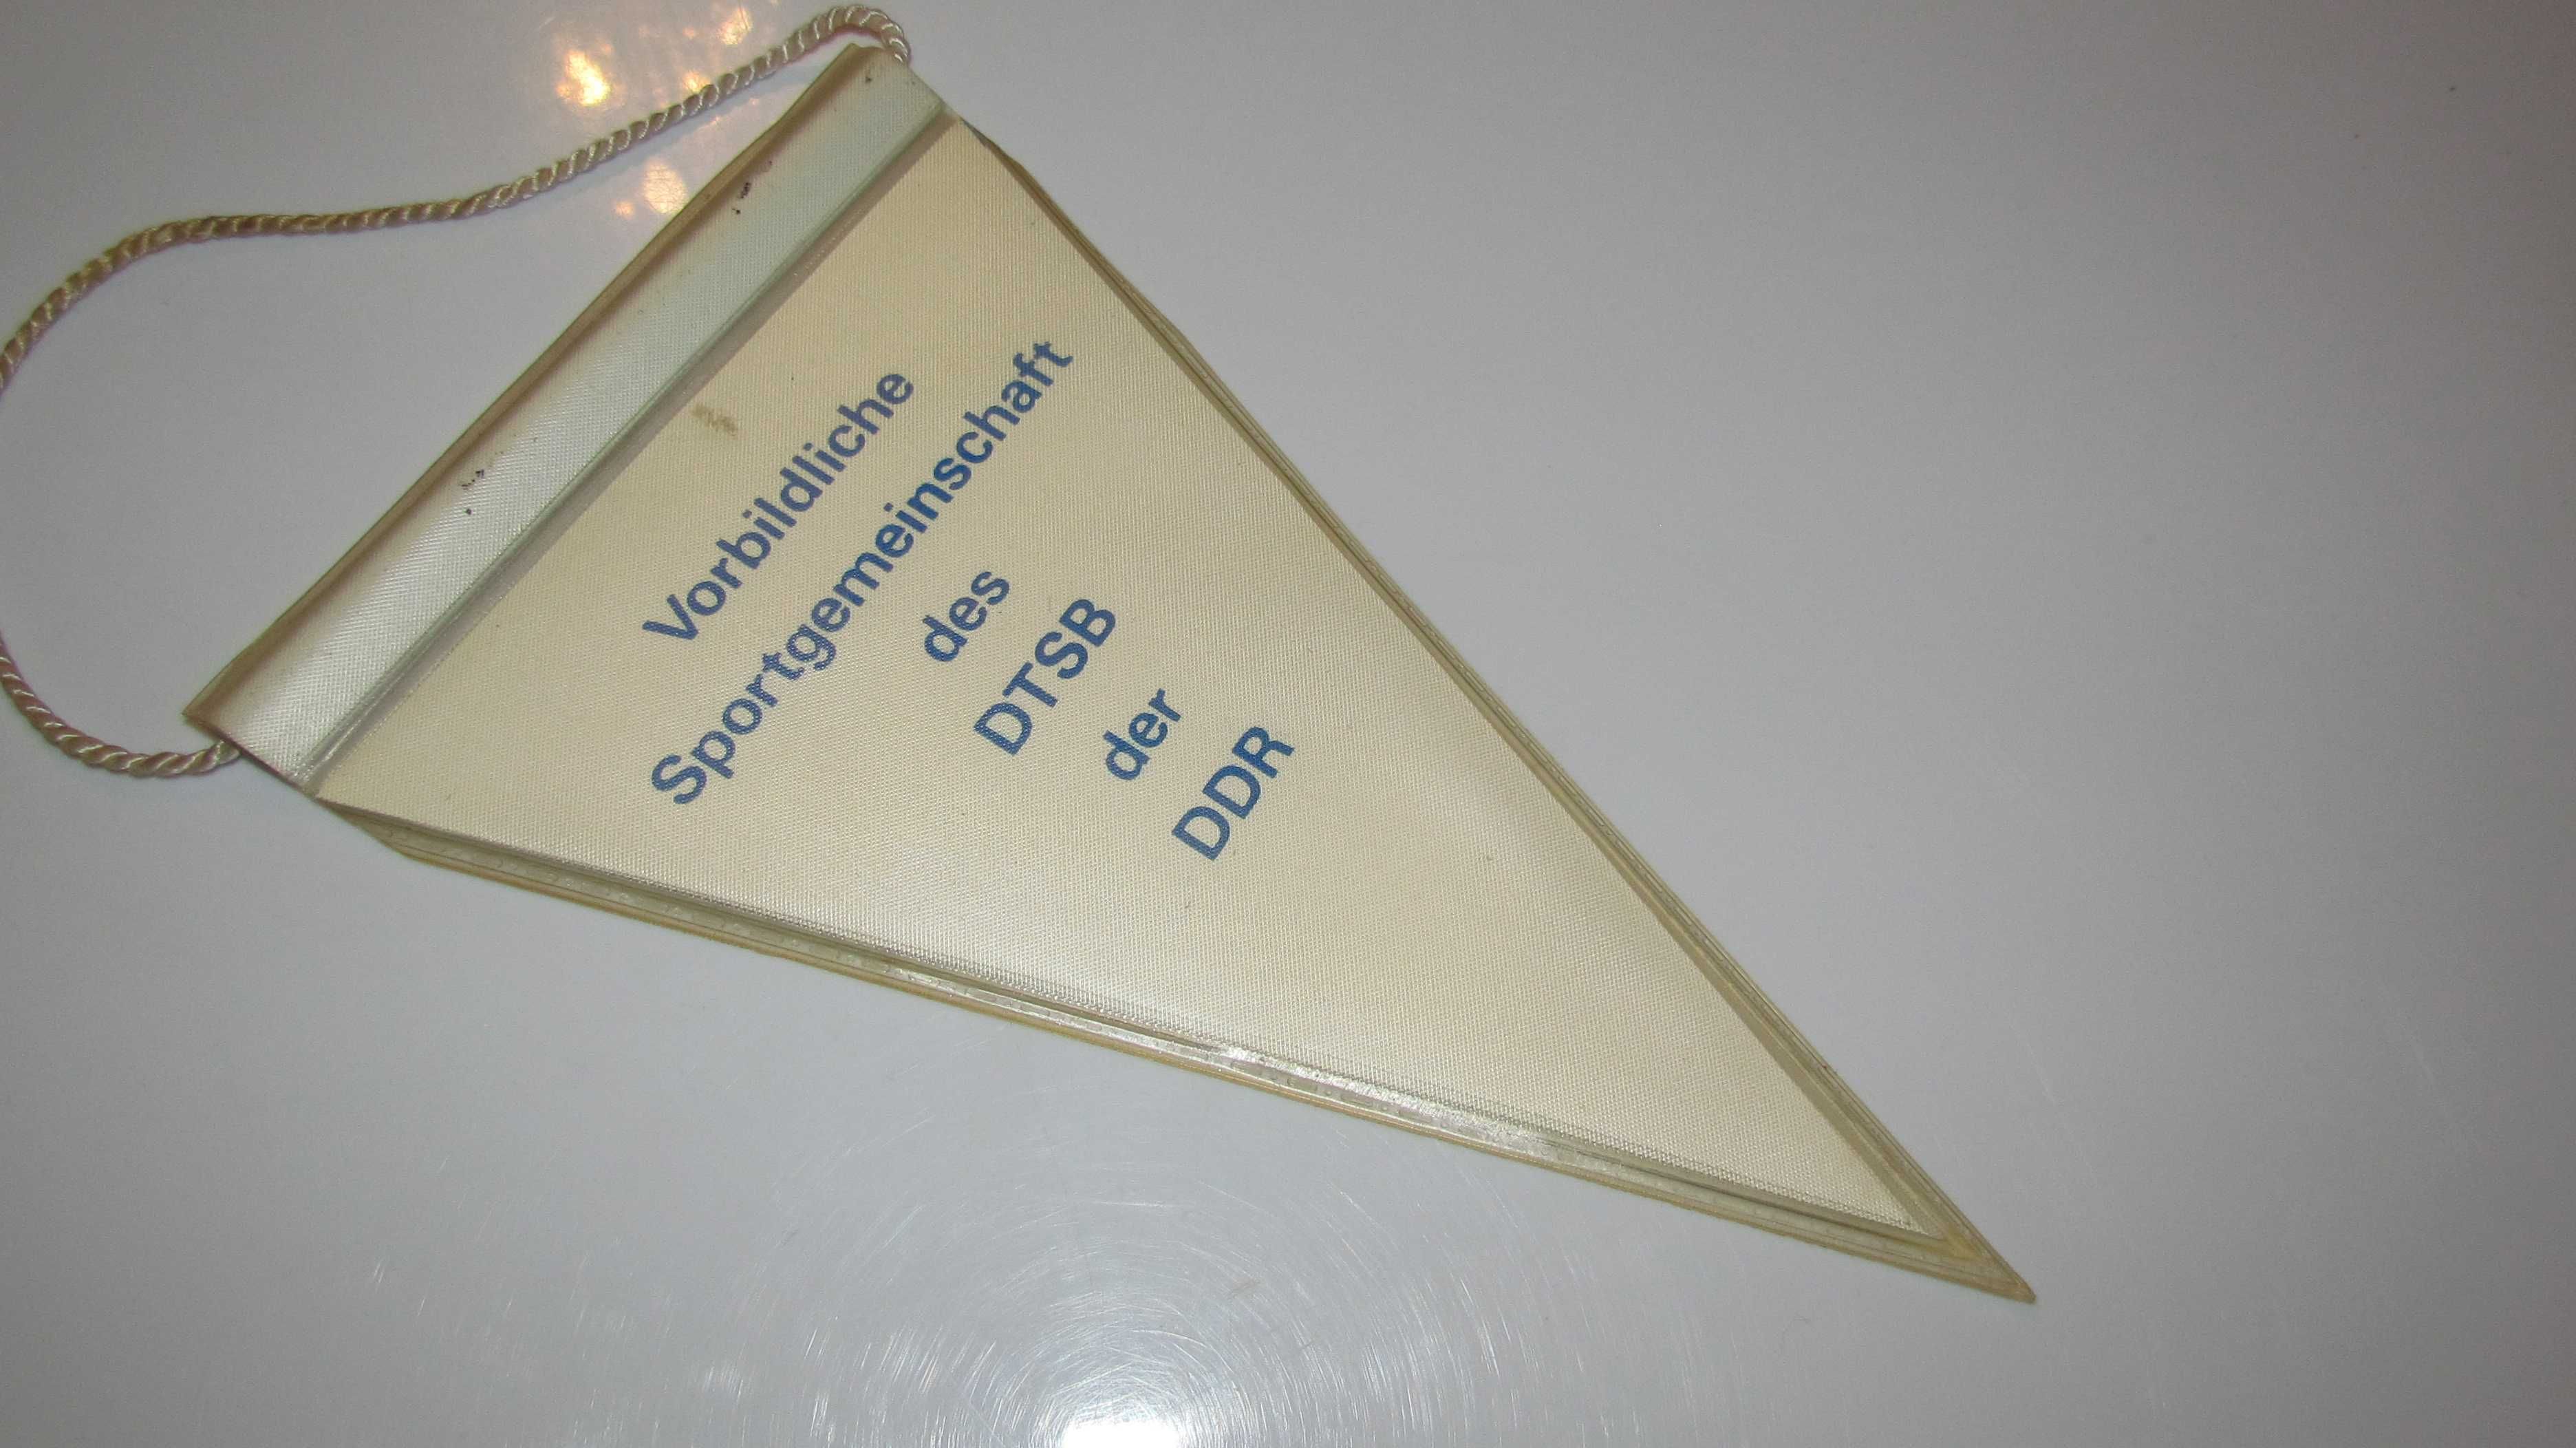 Vorbildliche
Sportgemeinschaft
des
DTSB
der
DDR